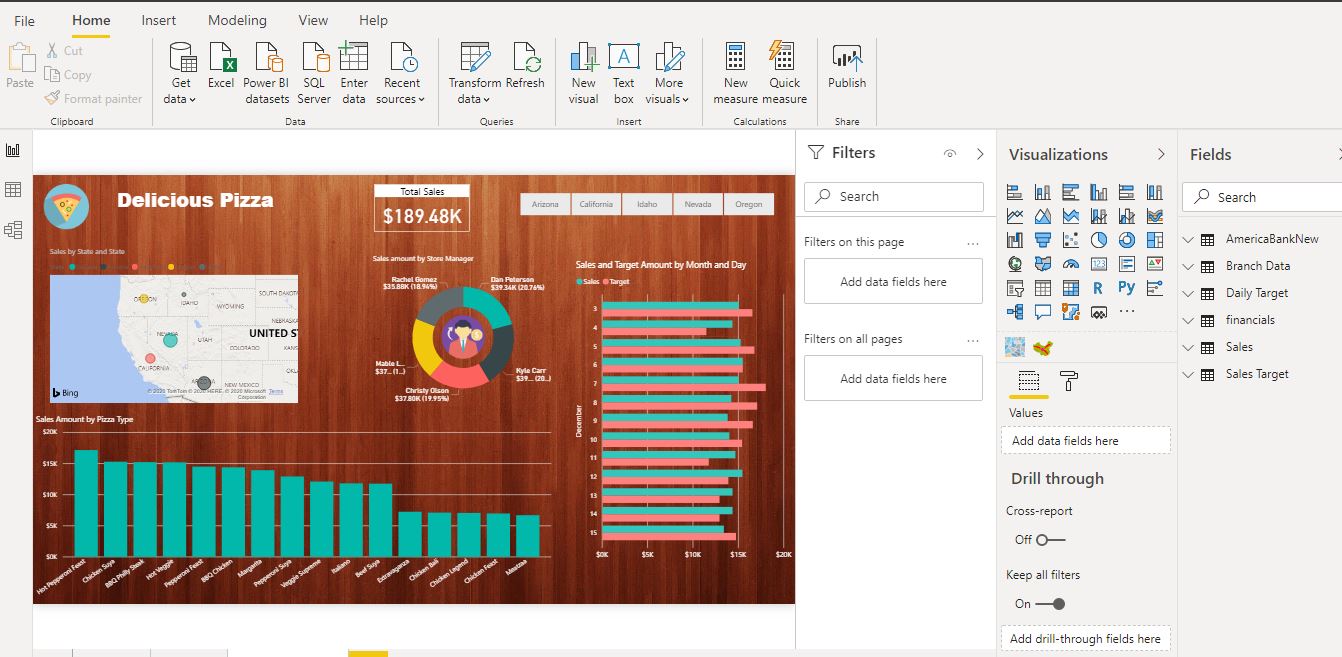 File Home Insert Modeling View Help
Paste
Cut
Copy
Format painter
Clipboard
Get data
Excel
Power BI datasets
SQL Server
Enter data
Recent sources
Data
Transform data
Refresh
Queries
New visual
Text box
More visuals
Insert
New measure
Quick measure
Calculations
Publish
Share
Delicious Pizza
Total Sales
$189.48K
Arizona California Idaho Nevada Oregon
Sales by State and State
OREGON
IDAHO
WYOMING
SOUTH DAKOT
NEBRASKA
NEVADA
UTAH
UNITED ST
COLORADO
KANS
CALIFORNIA
OKL
NEW MEXICO
Bing
© 2020 TomTom © 2020 HERE, © 2020 Microsoft Corporation Terms
Sales amount by Store Manager
Rachel Gomez
$35.88K (18.94%)
Dan Peterson
$39.34K (20.76%)
Mable L...
$37... (1...)
Kyle Carr
$39... (20...)
Christy Olson
$37.80K (19.95%)
Sales and Target Amount by Month and Day
Sales Target
December
3
4
5
6
7
8
9
10
11
12
13
14
15
$0K $5K $10K $15K $20K
Sales Amount by Pizza Type
$20K
$15K
$10K
$5K
$0K
Hot Pepperoni Feast
Chicken Suya
BBQ Philly Steak
Hot Veggie
Pepperoni Feast
BBQ Chicken
Margarita
Pepperoni Suya
Veggie Supreme
Italiano
Beef Suya
Extravaganza
Chicken Bali
Chicken Legend
Chicken Feast
Meatzaa
Filters
Search
Filters on this page ...
Add data fields here
Filters on all pages ...
Add data fields here
Visualizations
123
R
Py
...
Values
Add data fields here
Drill through
Cross-report
Off
Keep all filters
On
Add drill-through fields here
Fields
Search
AmericaBankNew
Branch Data
Daily Target
financials
Sales
Sales Target